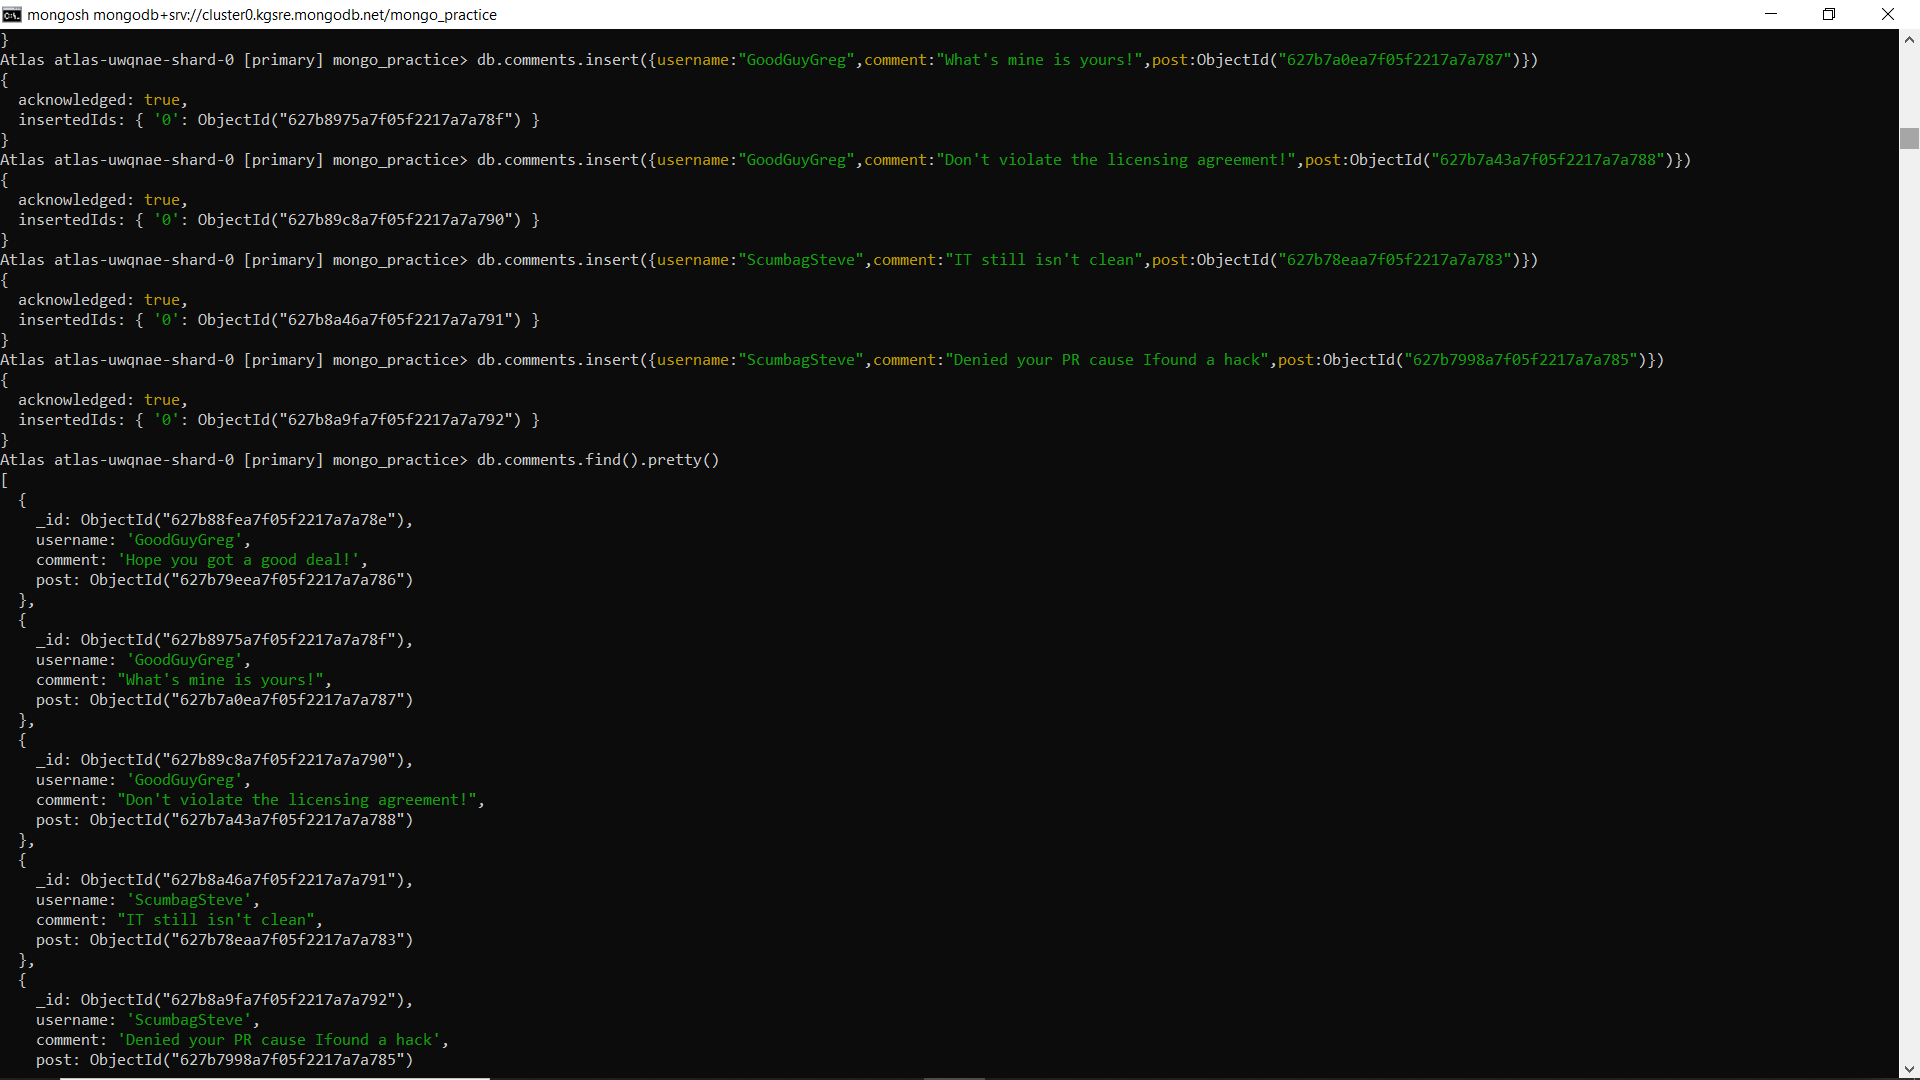 mongosh mongodb+srv://cluster0.kgsre.mongodb.net/mongo_practice
}
Atlas atlas-uwqnae-shard-0 [primary] mongo_practice> db.comments.insert({username:"GoodGuyGreg",comment:"What's mine is yours!",post:ObjectId("627b7a0ea7f05f2217a7a787")})
{
  acknowledged: true,
  insertedIds: { '0': ObjectId("627b8975a7f05f2217a7a78f") }
}
Atlas atlas-uwqnae-shard-0 [primary] mongo_practice> db.comments.insert({username:"GoodGuyGreg",comment:"Don't violate the licensing agreement!",post:ObjectId("627b7a43a7f05f2217a7a788")})
{
  acknowledged: true,
  insertedIds: { '0': ObjectId("627b89c8a7f05f2217a7a790") }
}
Atlas atlas-uwqnae-shard-0 [primary] mongo_practice> db.comments.insert({username:"ScumbagSteve",comment:"IT still isn't clean",post:ObjectId("627b78eaa7f05f2217a7a783")})
{
  acknowledged: true,
  insertedIds: { '0': ObjectId("627b8a46a7f05f2217a7a791") }
}
Atlas atlas-uwqnae-shard-0 [primary] mongo_practice> db.comments.insert({username:"ScumbagSteve",comment:"Denied your PR cause Ifound a hack",post:ObjectId("627b7998a7f05f2217a7a785")})
{
  acknowledged: true,
  insertedIds: { '0': ObjectId("627b8a9fa7f05f2217a7a792") }
}
Atlas atlas-uwqnae-shard-0 [primary] mongo_practice> db.comments.find().pretty()
[
  {
    _id: ObjectId("627b88fea7f05f2217a7a78e"),
    username: 'GoodGuyGreg',
    comment: 'Hope you got a good deal!',
    post: ObjectId("627b79eea7f05f2217a7a786")
  },
  {
    _id: ObjectId("627b8975a7f05f2217a7a78f"),
    username: 'GoodGuyGreg',
    comment: "What's mine is yours!",
    post: ObjectId("627b7a0ea7f05f2217a7a787")
  },
  {
    _id: ObjectId("627b89c8a7f05f2217a7a790"),
    username: 'GoodGuyGreg',
    comment: "Don't violate the licensing agreement!",
    post: ObjectId("627b7a43a7f05f2217a7a788")
  },
  {
    _id: ObjectId("627b8a46a7f05f2217a7a791"),
    username: 'ScumbagSteve',
    comment: "IT still isn't clean",
    post: ObjectId("627b78eaa7f05f2217a7a783")
  },
  {
    _id: ObjectId("627b8a9fa7f05f2217a7a792"),
    username: 'ScumbagSteve',
    comment: 'Denied your PR cause Ifound a hack',
    post: ObjectId("627b7998a7f05f2217a7a785")